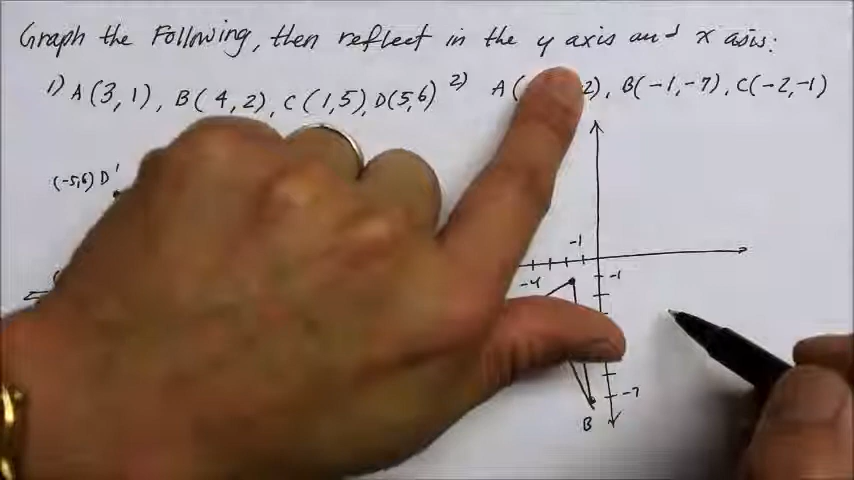 Graph the Following, then reflect in the y axis and x asis:
1) A(3,1), B(4,2), C(1,5), D(5,6) 2) A( 2), B(-1,-7), C(-2,-1)
(-5,6) D'
-1
-4 -1
-7
B